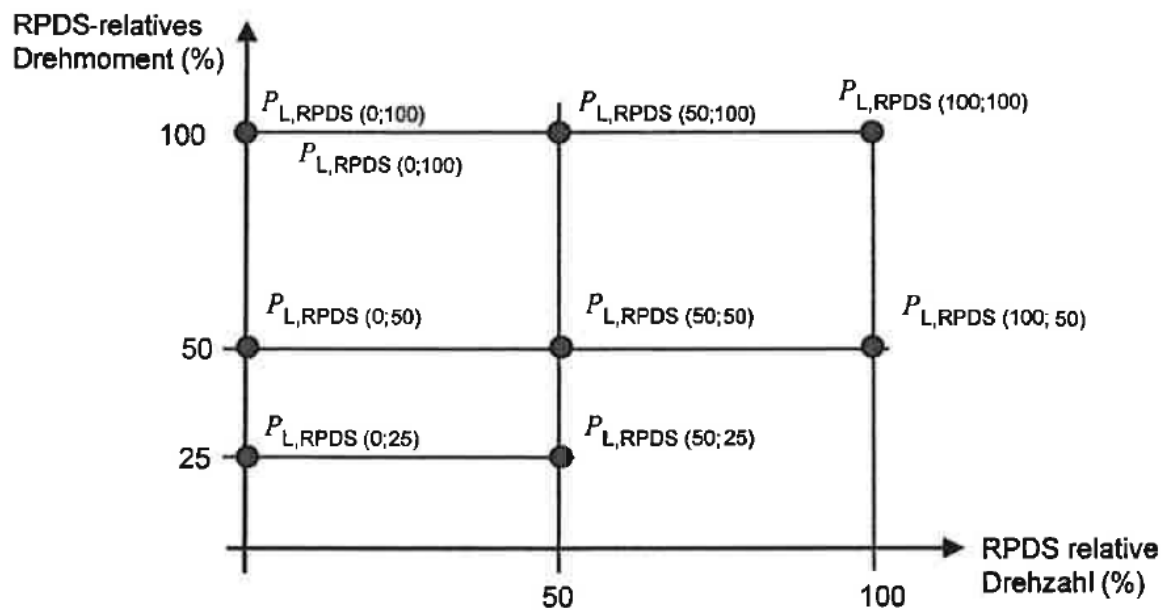 RPDS-relatives
Drehmoment (%)
P L,RPDS (0;100)
P L,RPDS (50;100)
P L,RPDS (100;100)
100
P L,RPDS (0;100)
P L,RPDS (0;50)
P L,RPDS (50;50)
P L,RPDS (100; 50)
50
P L,RPDS (0;25)
P L,RPDS (50;25)
25
RPDS relative
Drehzahl (%)
50
100